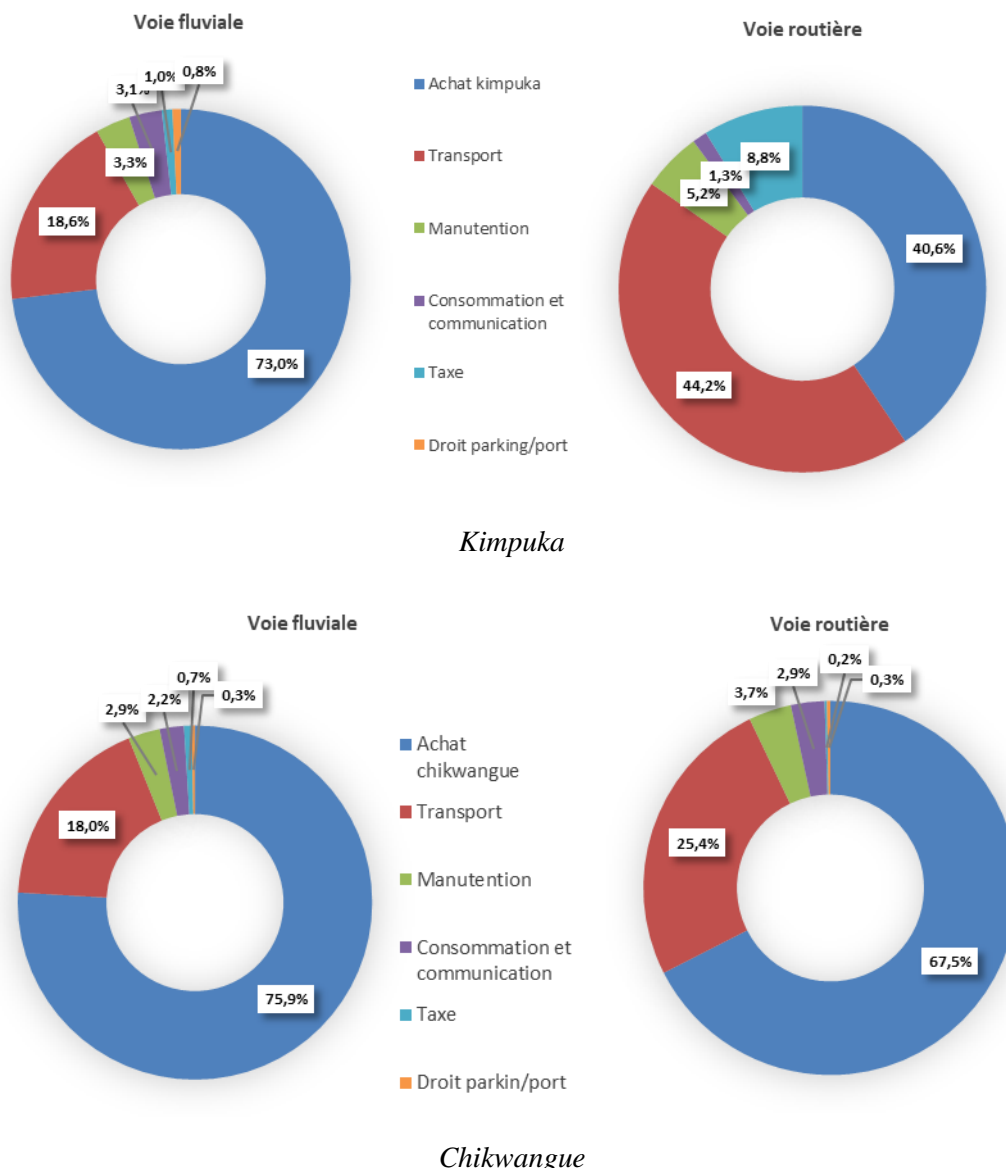 Voie fluviale
Voie routière
3,1%
1,0%
0,8%
3,3%
18,6%
73,0%
Achat kimpuka
Transport
Manutention
Consommation et
communication
Taxe
Droit parking/port
8,8%
1,3%
5,2%
40,6%
44,2%
Kimpuka
Voie fluviale
Voie routière
0,7%
0,3%
2,2%
2,9%
18,0%
75,9%
Achat
chikwangue
Transport
Manutention
Consommation et
communication
Taxe
Droit parkin/port
0,2%
0,3%
2,9%
3,7%
25,4%
67,5%
Chikwangue